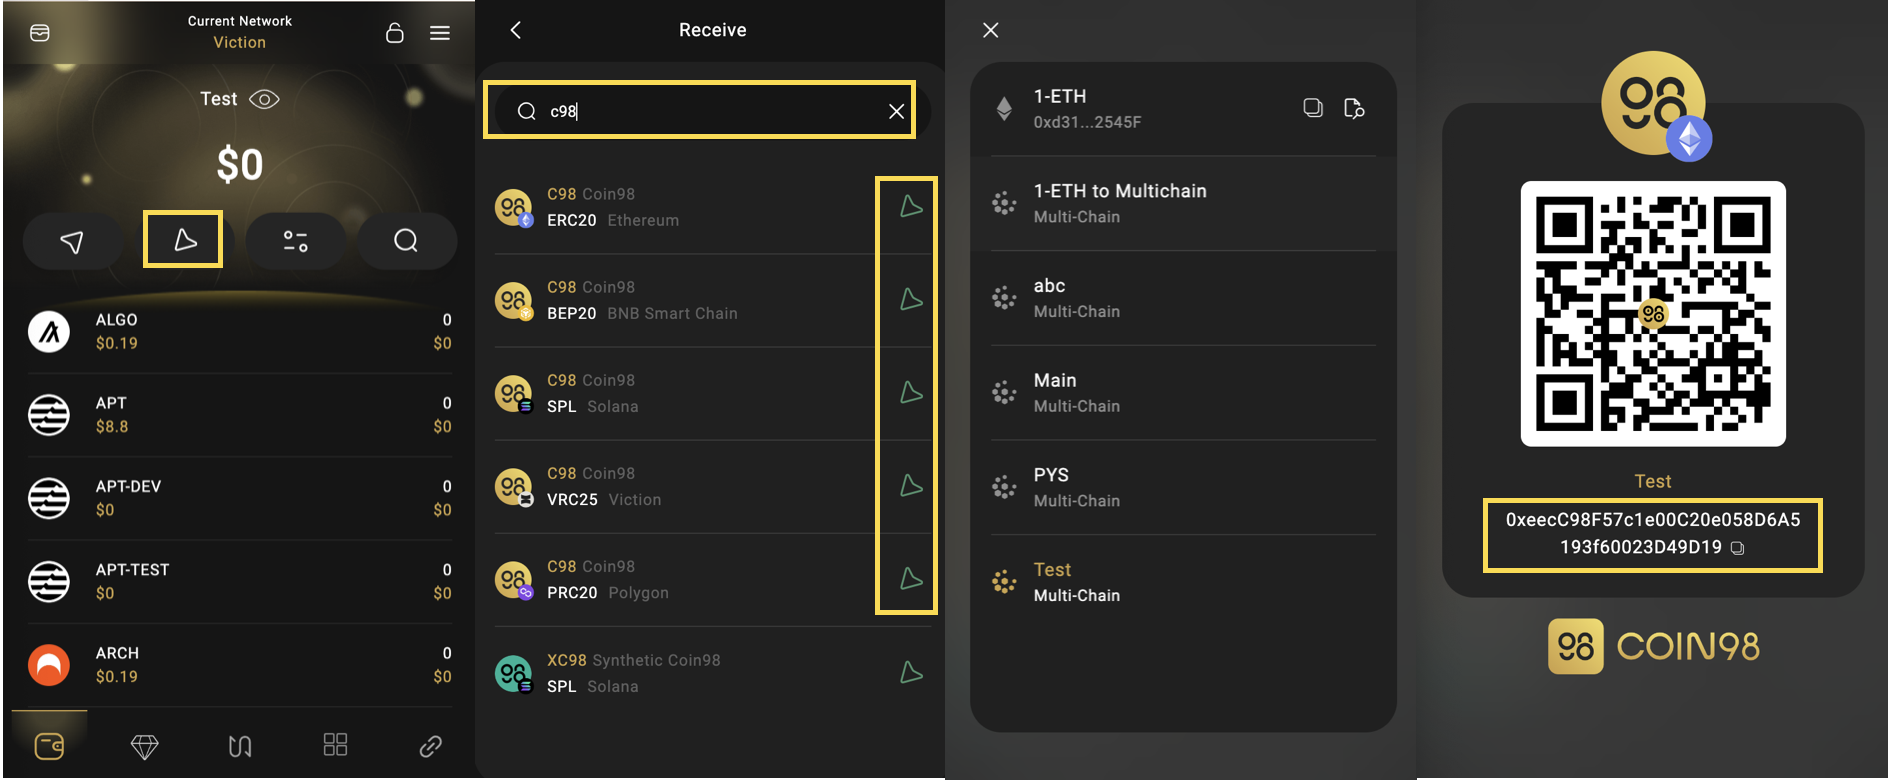 Current Network
Viction
Test
$0
ALGO
0
$0.19
$0
APT
0
$8.8
$0
APT-DEV
0
$0
$0
APT-TEST
0
$0
$0
ARCH
0
$0.19
$0
Receive
c98
C98 Coin98
ERC20 Ethereum
C98 Coin98
BEP20 BNB Smart Chain
C98 Coin98
SPL Solana
C98 Coin98
VRC25 Viction
C98 Coin98
PRC20 Polygon
XC98 Synthetic Coin98
SPL Solana
1-ETH
0xd31...2545F
1-ETH to Multichain
Multi-Chain
abc
Multi-Chain
Main
Multi-Chain
PYS
Multi-Chain
Test
Multi-Chain
Test
0xeecC98F57c1e00C20e058D6A5
193f60023D49D19
COIN98